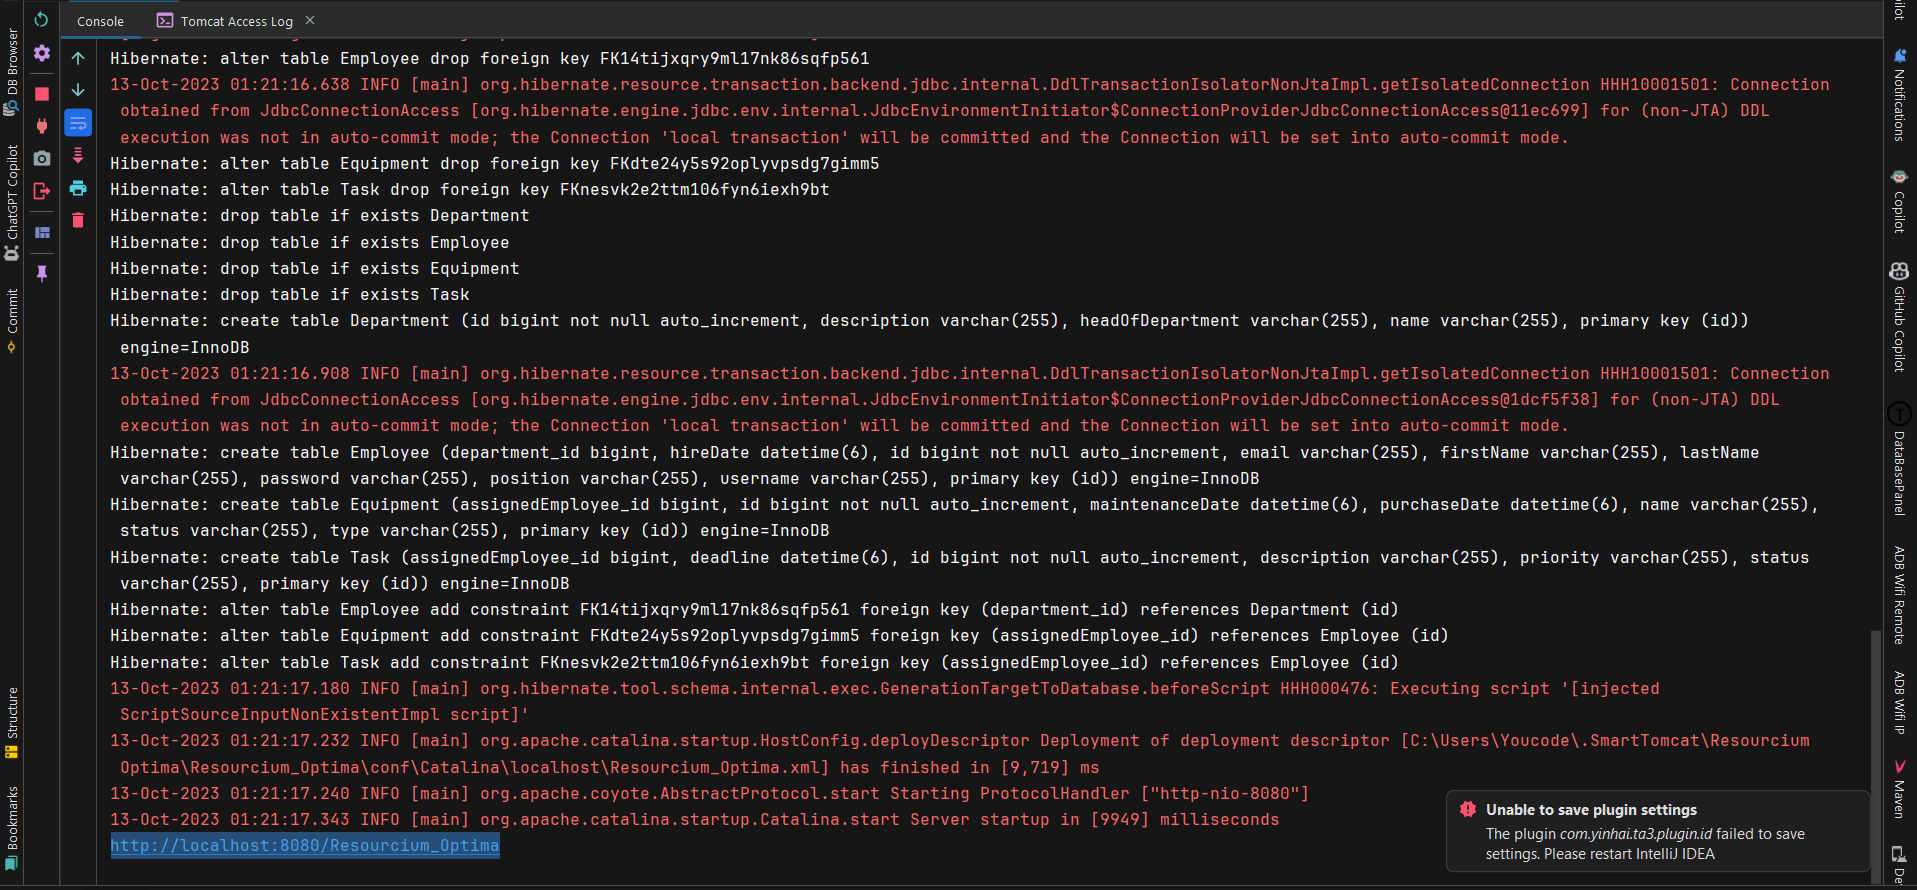 Console
Tomcat Access Log
Hibernate: alter table Employee drop foreign key FK14tijxqry9ml17nk86sqfp561
13-Oct-2023 01:21:16.638 INFO [main] org.hibernate.resource.transaction.backend.jdbc.internal.DdlTransactionIsolatorNonJtaImpl.getIsolatedConnection HHH10001501: Connection
obtained from JdbcConnectionAccess [org.hibernate.engine.jdbc.env.internal.JdbcEnvironmentInitiator$ConnectionProviderJdbcConnectionAccess@11ec699] for (non-JTA) DDL
execution was not in auto-commit mode; the Connection 'local transaction' will be committed and the Connection will be set into auto-commit mode.
Hibernate: alter table Equipment drop foreign key FKdte24y5s92oplyvpsdg7gimm5
Hibernate: alter table Task drop foreign key FKnesvk2e2ttm106fyn6iexh9bt
Hibernate: drop table if exists Department
Hibernate: drop table if exists Employee
Hibernate: drop table if exists Equipment
Hibernate: drop table if exists Task
Hibernate: create table Department (id bigint not null auto_increment, description varchar(255), headOfDepartment varchar(255), name varchar(255), primary key (id))
engine=InnoDB
13-Oct-2023 01:21:16.908 INFO [main] org.hibernate.resource.transaction.backend.jdbc.internal.DdlTransactionIsolatorNonJtaImpl.getIsolatedConnection HHH10001501: Connection
obtained from JdbcConnectionAccess [org.hibernate.engine.jdbc.env.internal.JdbcEnvironmentInitiator$ConnectionProviderJdbcConnectionAccess@1dcf5f38] for (non-JTA) DDL
execution was not in auto-commit mode; the Connection 'local transaction' will be committed and the Connection will be set into auto-commit mode.
Hibernate: create table Employee (department_id bigint, hireDate datetime(6), id bigint not null auto_increment, email varchar(255), firstName varchar(255), lastName
varchar(255), password varchar(255), position varchar(255), username varchar(255), primary key (id)) engine=InnoDB
Hibernate: create table Equipment (assignedEmployee_id bigint, id bigint not null auto_increment, maintenanceDate datetime(6), purchaseDate datetime(6), name varchar(255),
status varchar(255), type varchar(255), primary key (id)) engine=InnoDB
Hibernate: create table Task (assignedEmployee_id bigint, deadline datetime(6), id bigint not null auto_increment, description varchar(255), priority varchar(255), status
varchar(255), primary key (id)) engine=InnoDB
Hibernate: alter table Employee add constraint FK14tijxqry9ml17nk86sqfp561 foreign key (department_id) references Department (id)
Hibernate: alter table Equipment add constraint FKdte24y5s92oplyvpsdg7gimm5 foreign key (assignedEmployee_id) references Employee (id)
Hibernate: alter table Task add constraint FKnesvk2e2ttm106fyn6iexh9bt foreign key (assignedEmployee_id) references Employee (id)
13-Oct-2023 01:21:17.180 INFO [main] org.hibernate.tool.schema.internal.exec.GenerationTargetToDatabase.beforeScript HHH000476: Executing script '[injected
ScriptSourceInputNonExistentImpl script]'
13-Oct-2023 01:21:17.232 INFO [main] org.apache.catalina.startup.HostConfig.deployDescriptor Deployment of deployment descriptor [C:\Users\Youcode\.SmartTomcat\Resourcium
Optima\Resourcium_Optima\conf\Catalina\localhost\Resourcium_Optima.xml] has finished in [9,719] ms
13-Oct-2023 01:21:17.240 INFO [main] org.apache.coyote.AbstractProtocol.start Starting ProtocolHandler ["http-nio-8080"]
13-Oct-2023 01:21:17.343 INFO [main] org.apache.catalina.startup.Catalina.start Server startup in [9949] milliseconds
http://localhost:8080/Resourcium_Optima
Unable to save plugin settings
The plugin com.yinhai.ta3.plugin.id failed to save
settings. Please restart IntelliJ IDEA
DB Browser
ChatGPT Copilot
Commit
Structure
Bookmarks
Notifications
Copilot
GitHub Copilot
DataBasePanel
ADB Wifi Remote
ADB Wifi IP
Maven